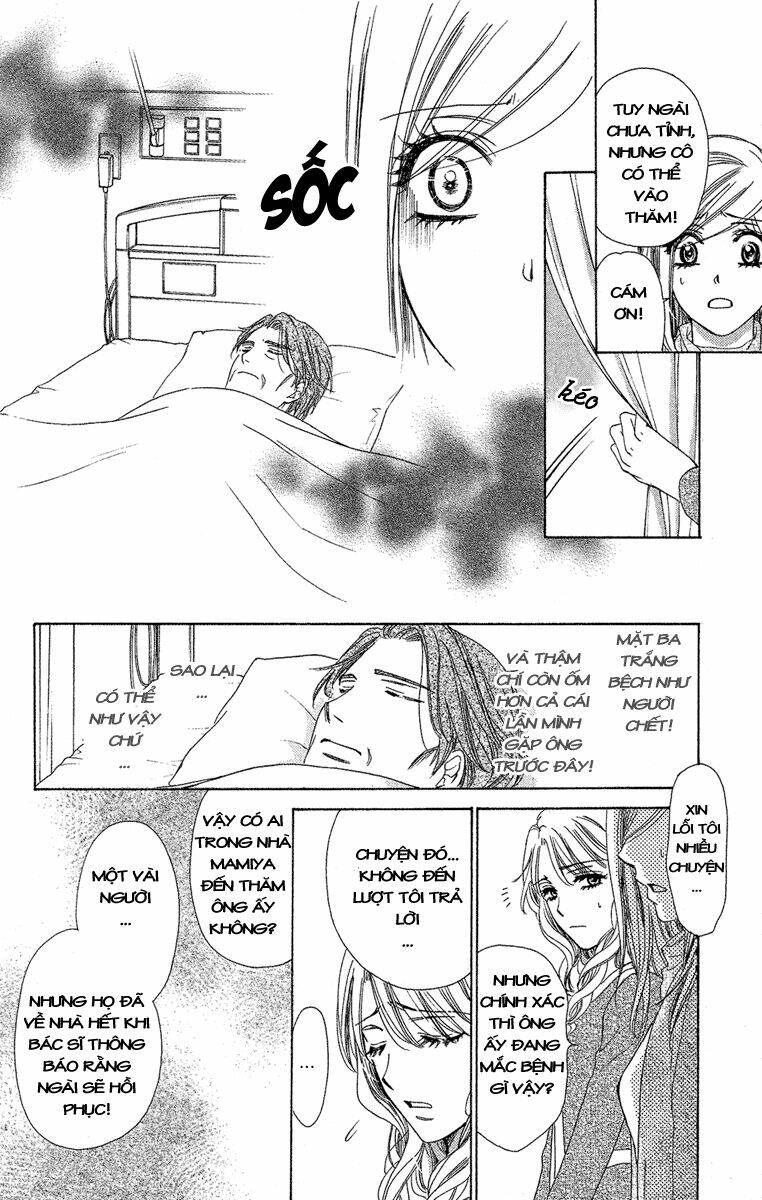 TUY NGÀI
CHƯA TỈNH,
NHƯNG CÔ
CÓ THỂ
VÀO
THĂM!
CÁM
ƠN!
kéo
SỐC
MẶT BA
TRẮNG
BỆCH NHƯ
NGƯỜI
CHẾT!
VÀ THẬM
CHÍ CÒN ỐM
HƠN CẢ CÁI
LẦN MÌNH
GẶP ÔNG
TRƯỚC ĐÂY!
SAO LẠI
...
CÓ THỂ
NHƯ VẬY
CHỨ
...
XIN
LỖI TÔI
NHIỀU
CHUYỆN
...
NHƯNG
CHÍNH XÁC
THÌ ÔNG
ẤY ĐANG
MẮC BỆNH
GÌ VẬY?
CHUYỆN ĐÓ...
KHÔNG ĐẾN
LƯỢT TÔI TRẢ
LỜI
...
...
VẬY CÓ AI
TRONG NHÀ
MAMIYA
ĐẾN THĂM
ÔNG ẤY
KHÔNG?
MỘT VÀI
NGƯỜI
...
NHƯNG HỌ ĐÃ
VỀ NHÀ HẾT KHI
BÁC SĨ THÔNG
BÁO RẰNG
NGÀI SẼ HỒI
PHỤC!